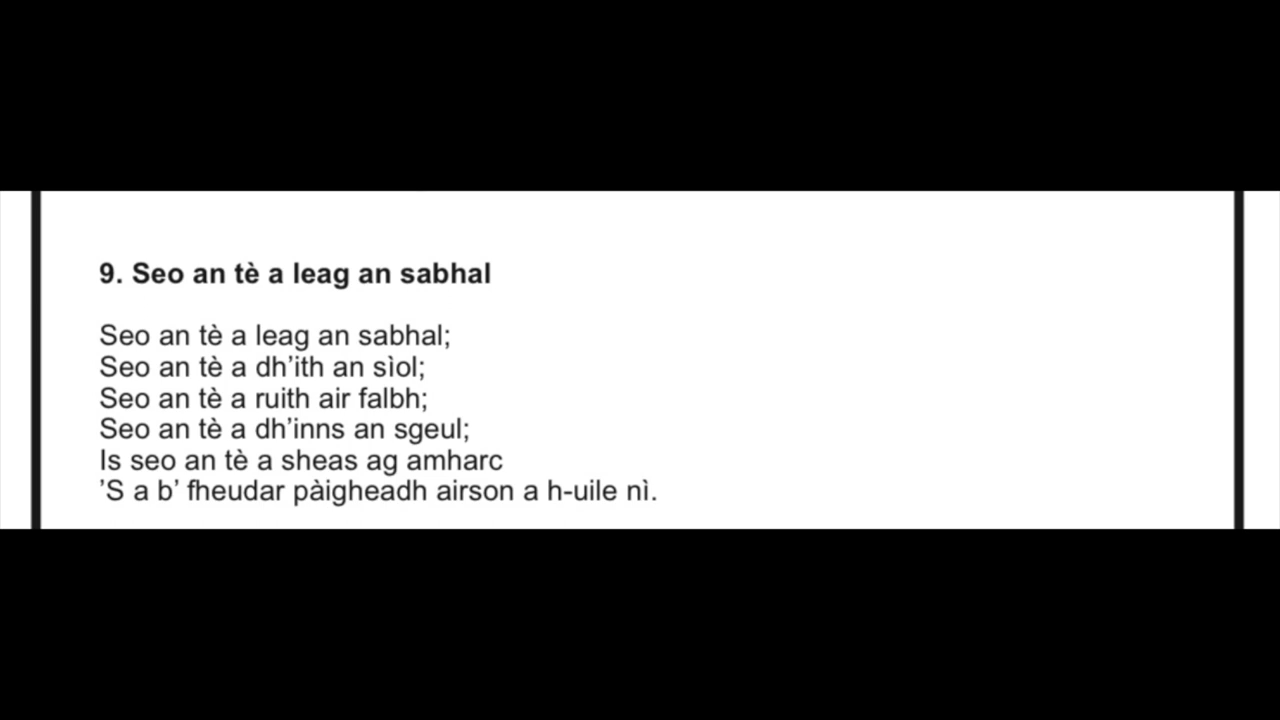 9. Seo an tè a leag an sabhal
Seo an tè a leag an sabhal;
Seo an tè a dh’ith an sìol;
Seo an tè a ruith air falbh;
Seo an tè a dh’inns an sgeul;
Is seo an tè a sheas ag amharc
’S a b’ fheudar pàigheadh airson a h-uile nì.